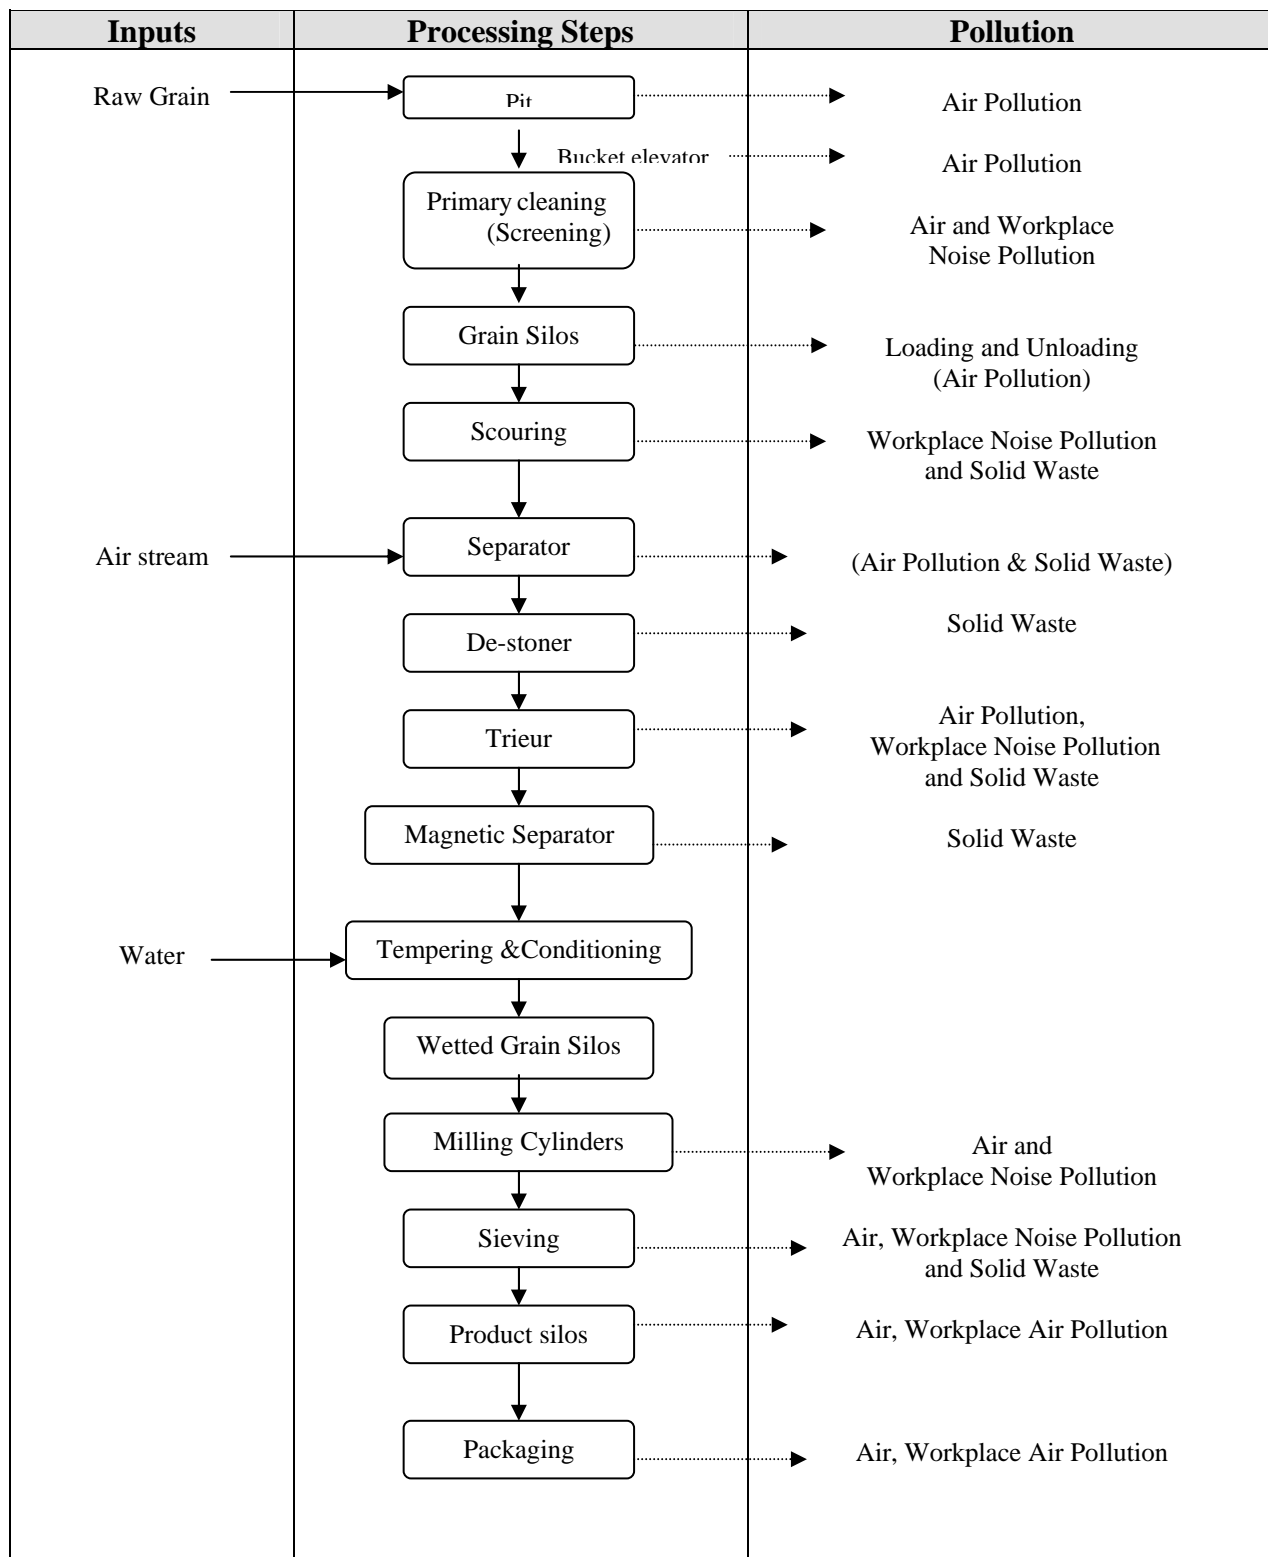 Inputs
Processing Steps
Pollution
Raw Grain
Pit
Air Pollution
Bucket elevator
Air Pollution
Primary cleaning
(Screening)
Air and Workplace
Noise Pollution
Grain Silos
Loading and Unloading
(Air Pollution)
Scouring
Workplace Noise Pollution
and Solid Waste
Air stream
Separator
(Air Pollution & Solid Waste)
De-stoner
Solid Waste
Trieur
Air Pollution,
Workplace Noise Pollution
and Solid Waste
Magnetic Separator
Solid Waste
Water
Tempering &Conditioning
Wetted Grain Silos
Milling Cylinders
Air and
Workplace Noise Pollution
Sieving
Air, Workplace Noise Pollution
and Solid Waste
Product silos
Air, Workplace Air Pollution
Packaging
Air, Workplace Air Pollution